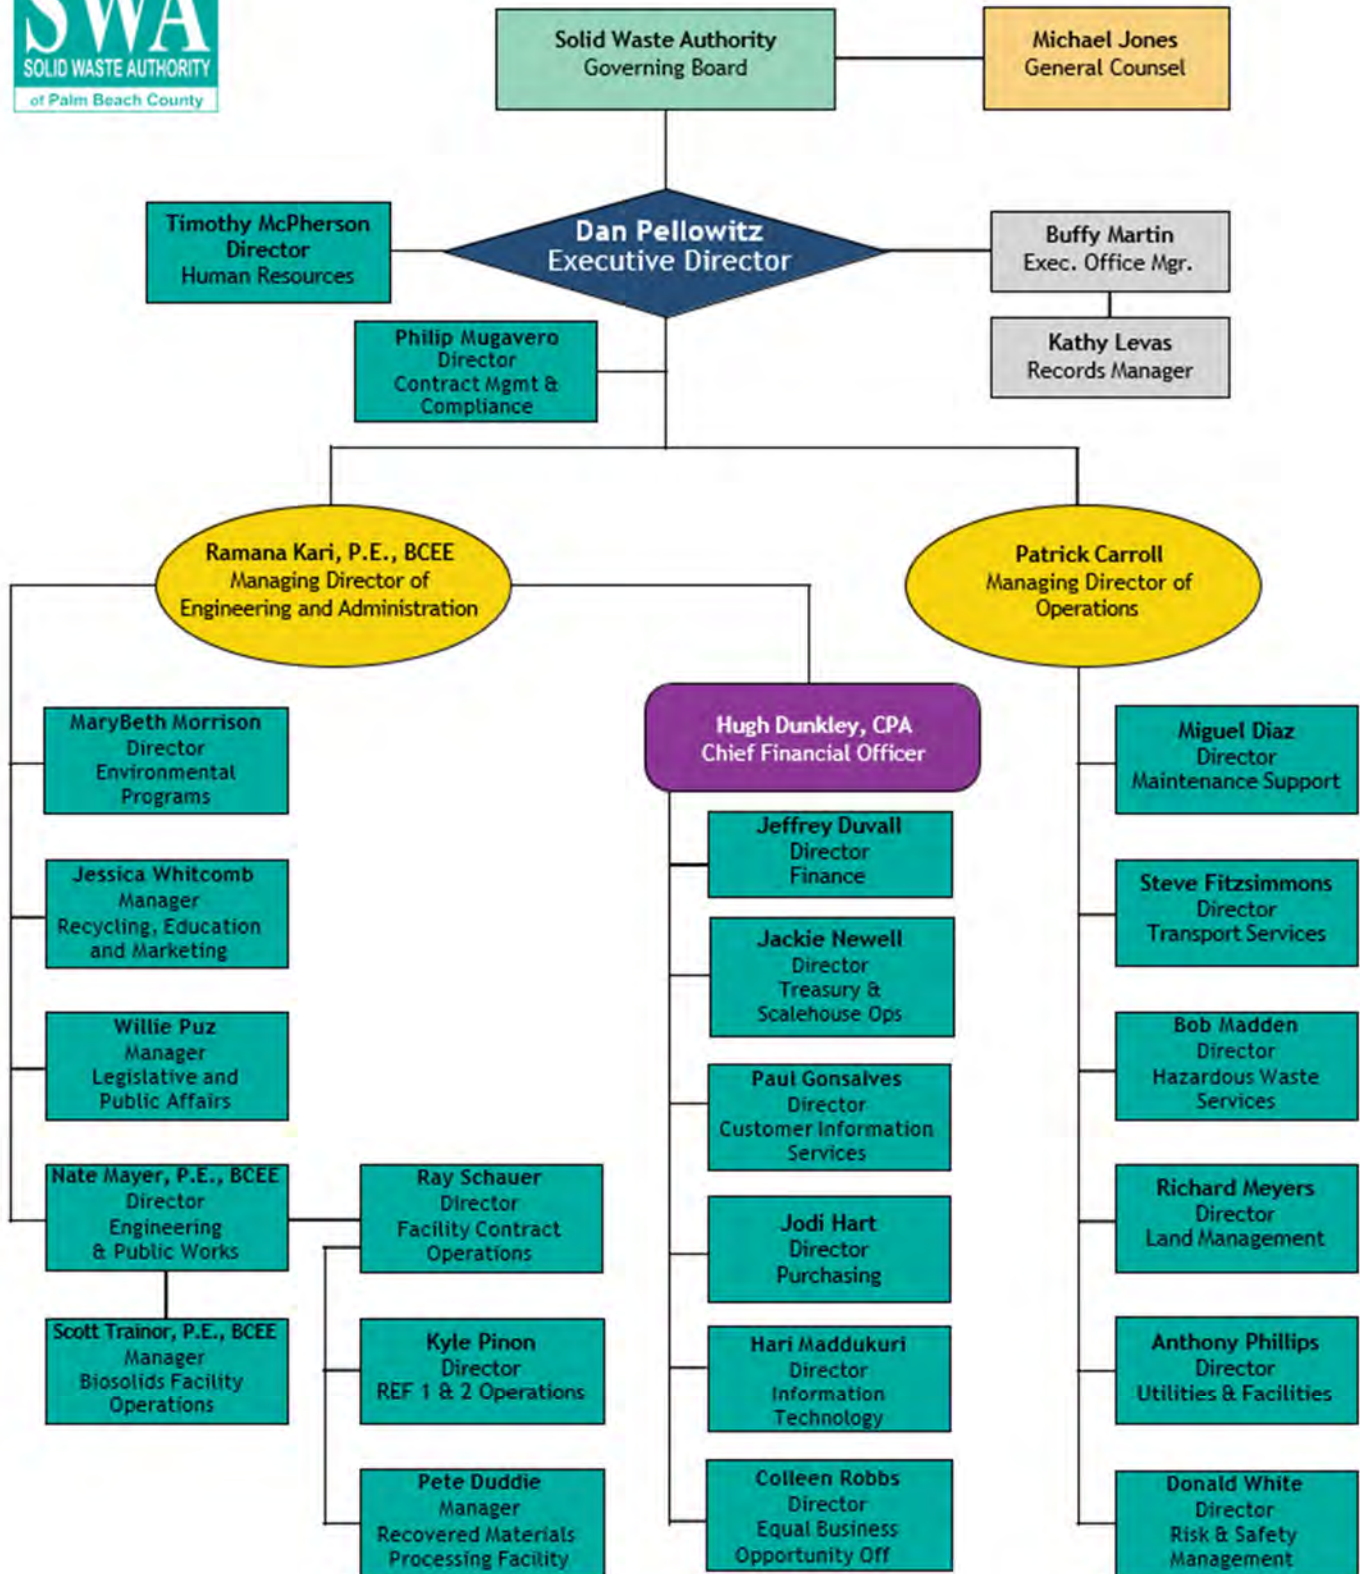 SWA
SOLID WASTE AUTHORITY
of Palm Beach County
Solid Waste Authority
Governing Board
Michael Jones
General Counsel
Timothy McPherson
Director
Human Resources
Dan Pellowitz
Executive Director
Buffy Martin
Exec. Office Mgr.
Kathy Levas
Records Manager
Philip Mugavero
Director
Contract Mgmt &
Compliance
Ramana Kari, P.E., BCEE
Managing Director of
Engineering and Administration
Patrick Carroll
Managing Director of
Operations
MaryBeth Morrison
Director
Environmental
Programs
Jessica Whitcomb
Manager
Recycling, Education
and Marketing
Willie Puz
Manager
Legislative and
Public Affairs
Nate Mayer, P.E., BCEE
Director
Engineering
& Public Works
Scott Trainor, P.E., BCEE
Manager
Biosolids Facility
Operations
Ray Schauer
Director
Facility Contract
Operations
Kyle Pinon
Director
REF 1 & 2 Operations
Pete Duddie
Manager
Recovered Materials
Processing Facility
Hugh Dunkley, CPA
Chief Financial Officer
Jeffrey Duvall
Director
Finance
Jackie Newell
Director
Treasury &
Scalehouse Ops
Paul Gonsalves
Director
Customer Information
Services
Jodi Hart
Director
Purchasing
Hari Maddukuri
Director
Information
Technology
Colleen Robbs
Director
Equal Business
Opportunity Off
Miguel Diaz
Director
Maintenance Support
Steve Fitzsimmons
Director
Transport Services
Bob Madden
Director
Hazardous Waste
Services
Richard Meyers
Director
Land Management
Anthony Phillips
Director
Utilities & Facilities
Donald White
Director
Risk & Safety
Management